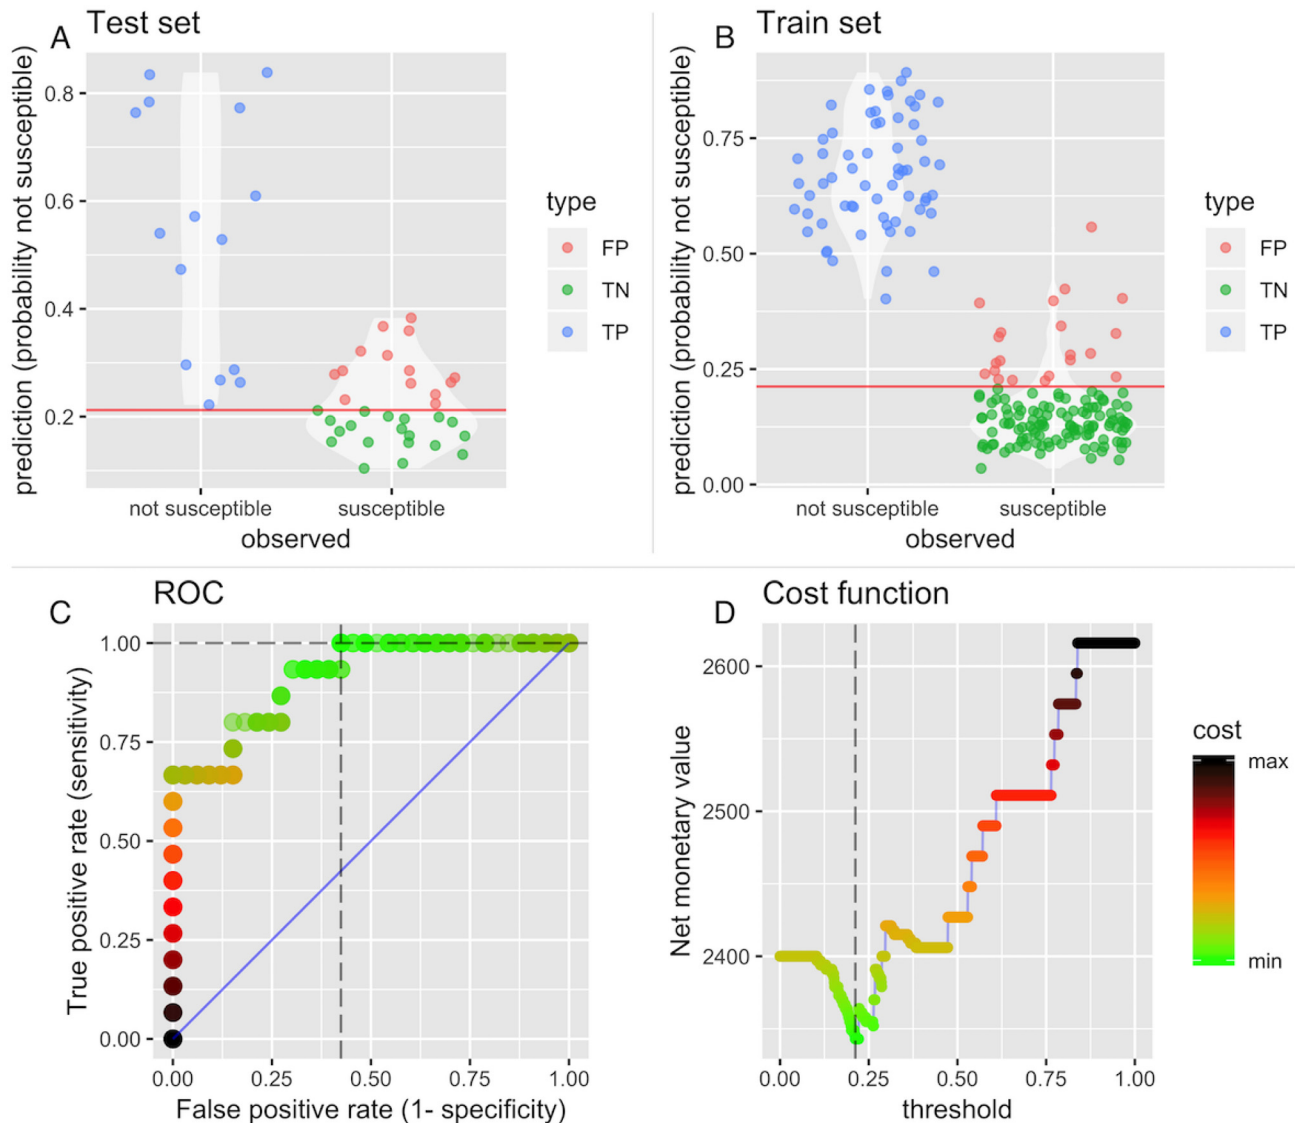 A Test set
prediction (probability not susceptible)
0.8
0.6
0.4
0.2
not susceptible susceptible
observed
type
FP
TN
TP
B Train set
prediction (probability not susceptible)
0.75
0.50
0.25
0.00
not susceptible susceptible
observed
type
FP
TN
TP
C ROC
True positive rate (sensitivity)
1.00
0.75
0.50
0.25
0.00
0.00 0.25 0.50 0.75 1.00
False positive rate (1- specificity)
D Cost function
Net monetary value
2600
2500
2400
0.00 0.25 0.50 0.75 1.00
threshold
cost
max
min